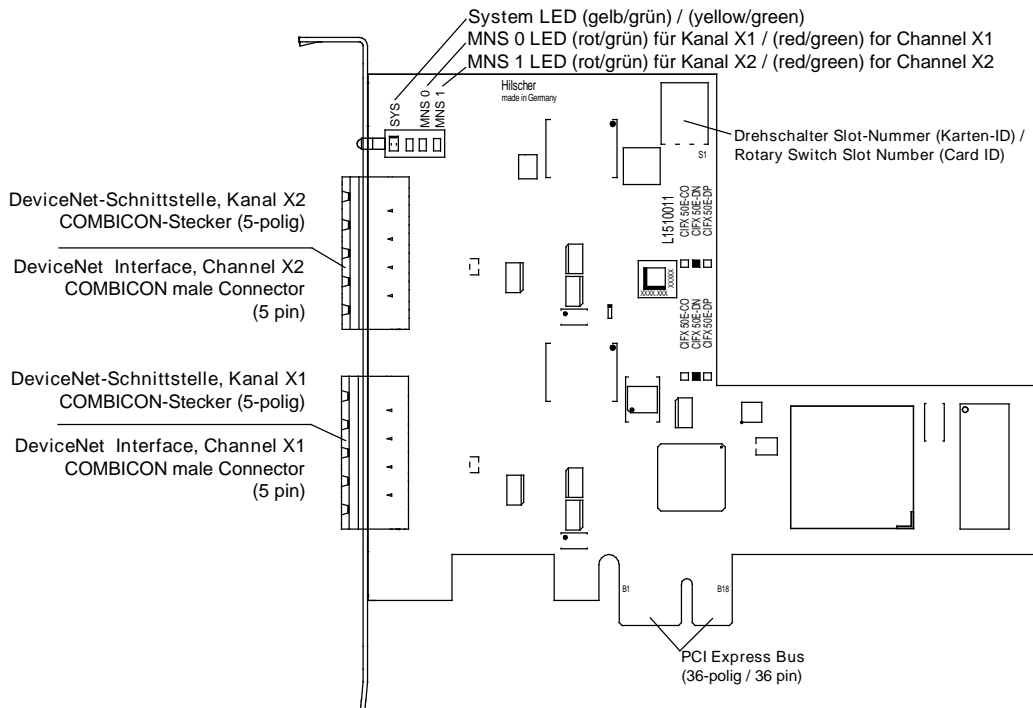 System LED (gelb/grün) / (yellow/green)
MNS 0 LED (rot/grün) für Kanal X1 / (red/green) for Channel X1
MNS 1 LED (rot/grün) für Kanal X2 / (red/green) for Channel X2
Hilscher
made in Germany
SYS
MNS 0
MNS 1
Drehschalter Slot-Nummer (Karten-ID) /
Rotary Switch Slot Number (Card ID)
S1
DeviceNet-Schnittstelle, Kanal X2
COMBICON-Stecker (5-polig)
DeviceNet Interface, Channel X2
COMBICON male Connector
(5 pin)
L1510011
CIFX 50E-CO
CIFX 50E-DN
CIFX 50E-DP
XXXX.XXX
XXXXX
CIFX 50E-CO
CIFX 50E-DN
CIFX 50E-DP
DeviceNet-Schnittstelle, Kanal X1
COMBICON-Stecker (5-polig)
DeviceNet Interface, Channel X1
COMBICON male Connector
(5 pin)
B1
B18
PCI Express Bus
(36-polig / 36 pin)